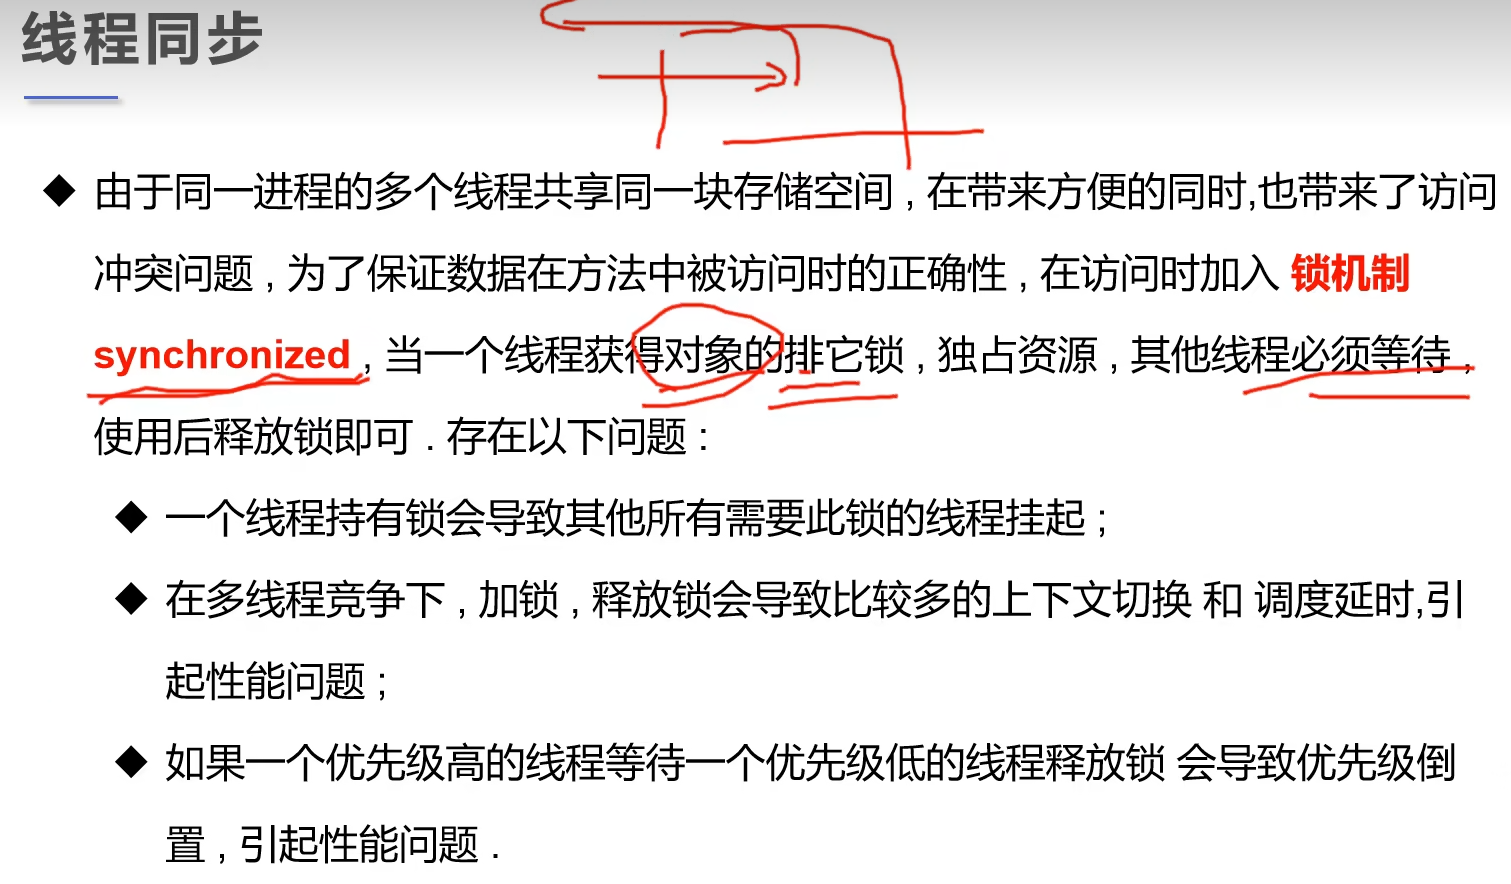 线程同步
◆ 由于同一进程的多个线程共享同一块存储空间 , 在带来方便的同时,也带来了访问
冲突问题 , 为了保证数据在方法中被访问时的正确性 , 在访问时加入 锁机制
synchronized , 当一个线程获得对象的排它锁 , 独占资源 , 其他线程必须等待 ,
使用后释放锁即可 . 存在以下问题 :
◆ 一个线程持有锁会导致其他所有需要此锁的线程挂起 ;
◆ 在多线程竞争下 , 加锁 , 释放锁会导致比较多的上下文切换 和 调度延时,引
起性能问题 ;
◆ 如果一个优先级高的线程等待一个优先级低的线程释放锁 会导致优先级倒
置 , 引起性能问题 .